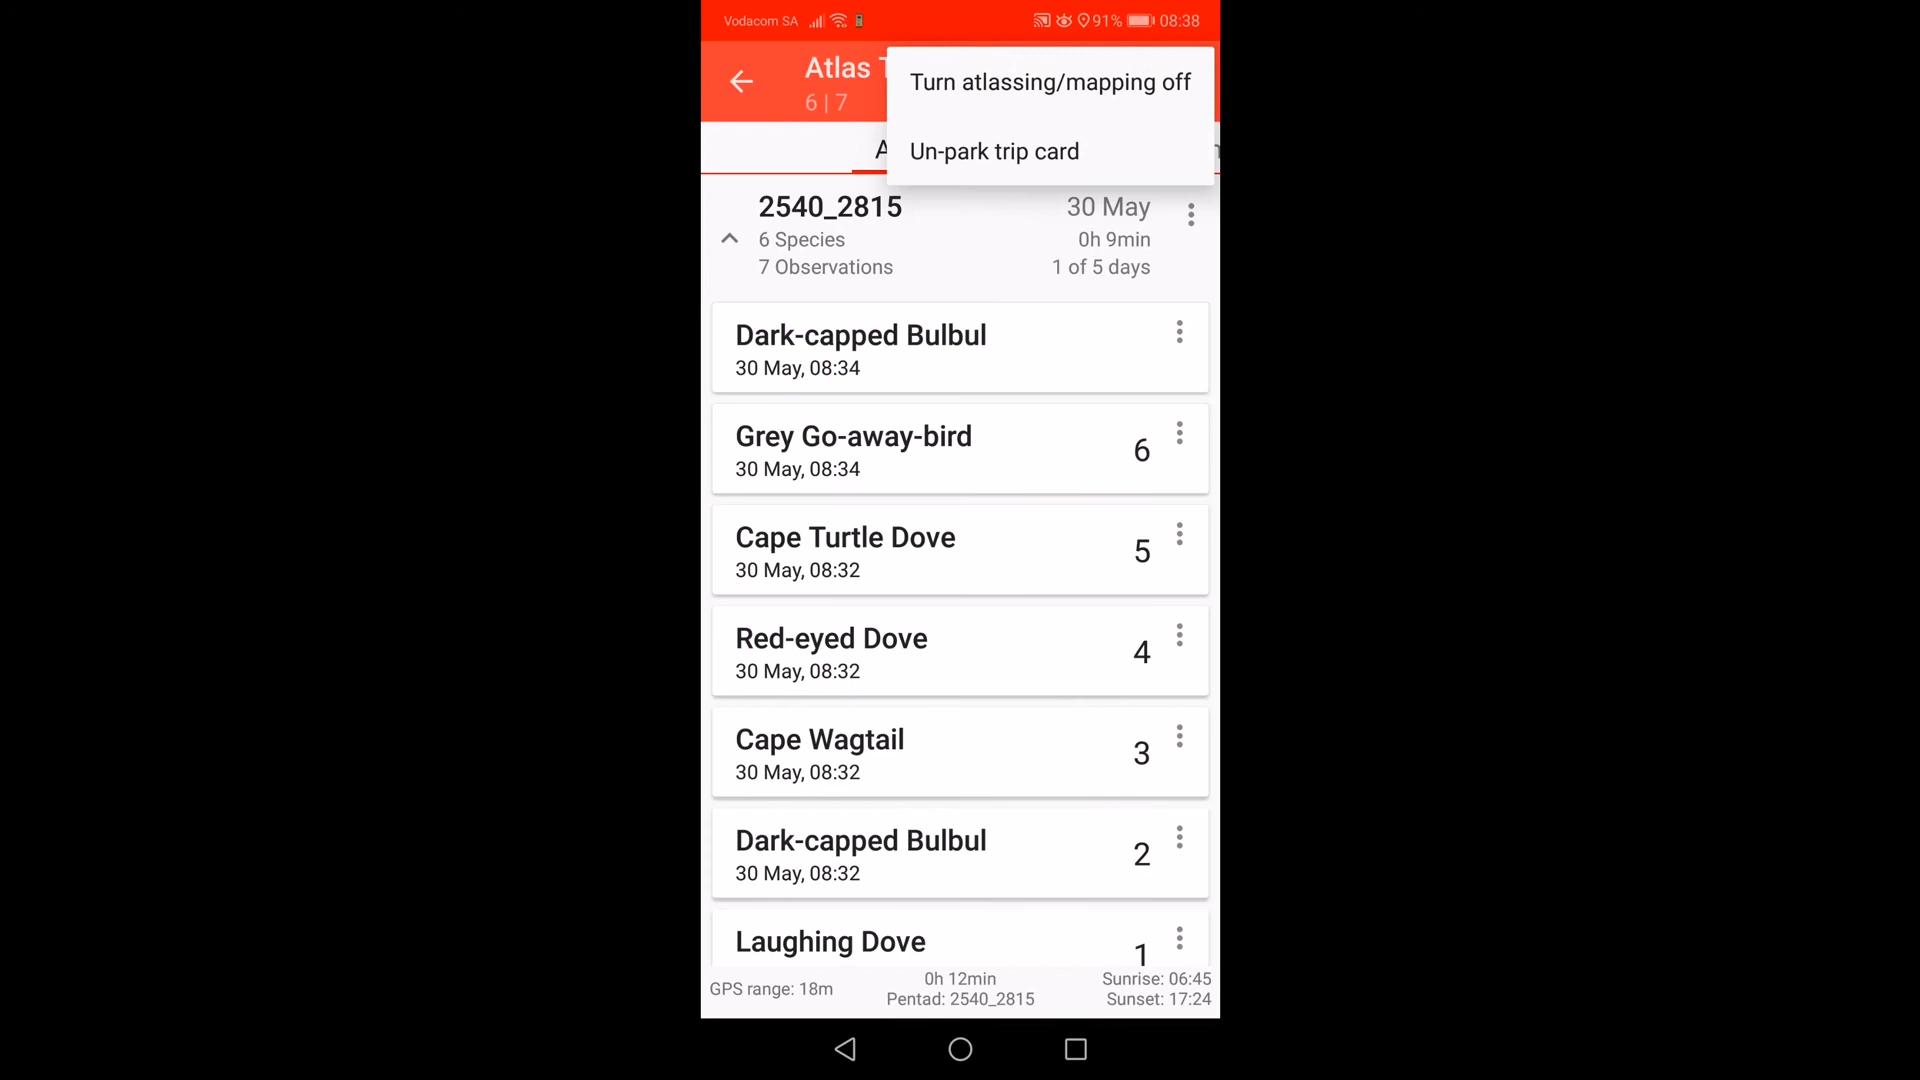 Vodacom SA
91% 08:38
Atlas
6 | 7
Turn atlassing/mapping off
Un-park trip card
2540_2815
30 May
6 Species
0h 9min
7 Observations
1 of 5 days
Dark-capped Bulbul
30 May, 08:34
Grey Go-away-bird
6
30 May, 08:34
Cape Turtle Dove
5
30 May, 08:32
Red-eyed Dove
4
30 May, 08:32
Cape Wagtail
3
30 May, 08:32
Dark-capped Bulbul
2
30 May, 08:32
Laughing Dove
1
GPS range: 18m
0h 12min
Pentad: 2540_2815
Sunrise: 06:45
Sunset: 17:24